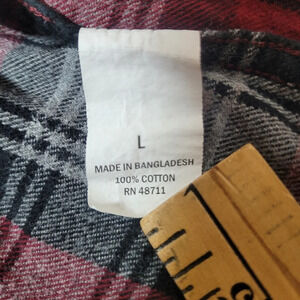 L
MADE IN BANGLADESH
100% COTTON
RN 48711